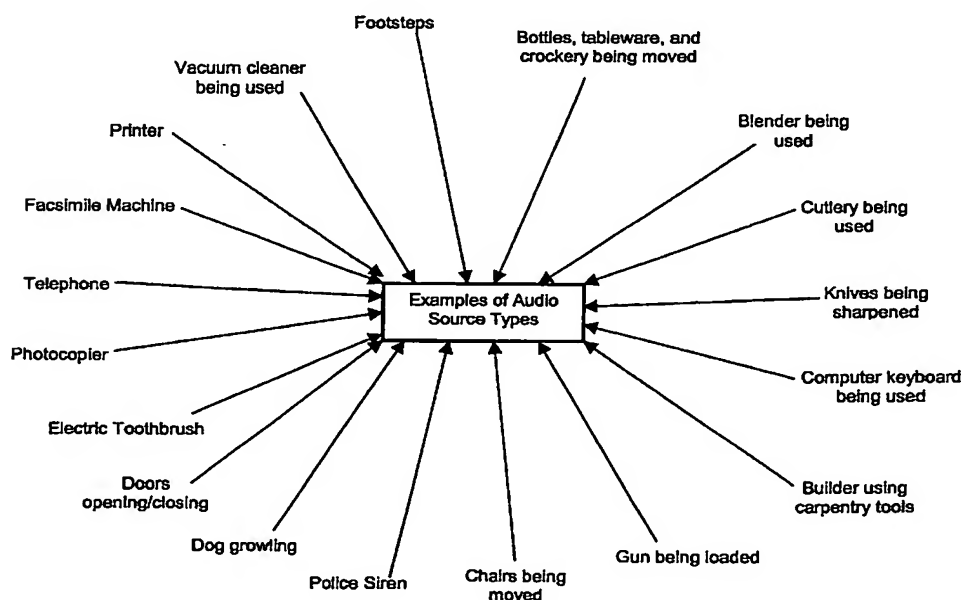 Footsteps
Bottles, tableware, and
crockery being moved
Vacuum cleaner
being used
Printer
Blender being
used
Facsimile Machine
Cutlery being
used
Telephone
Examples of Audio
Source Types
Knives being
sharpened
Photocopier
Computer keyboard
being used
Electric Toothbrush
Doors
opening/closing
Builder using
carpentry tools
Dog growling
Gun being loaded
Police Siren
Chairs being
moved